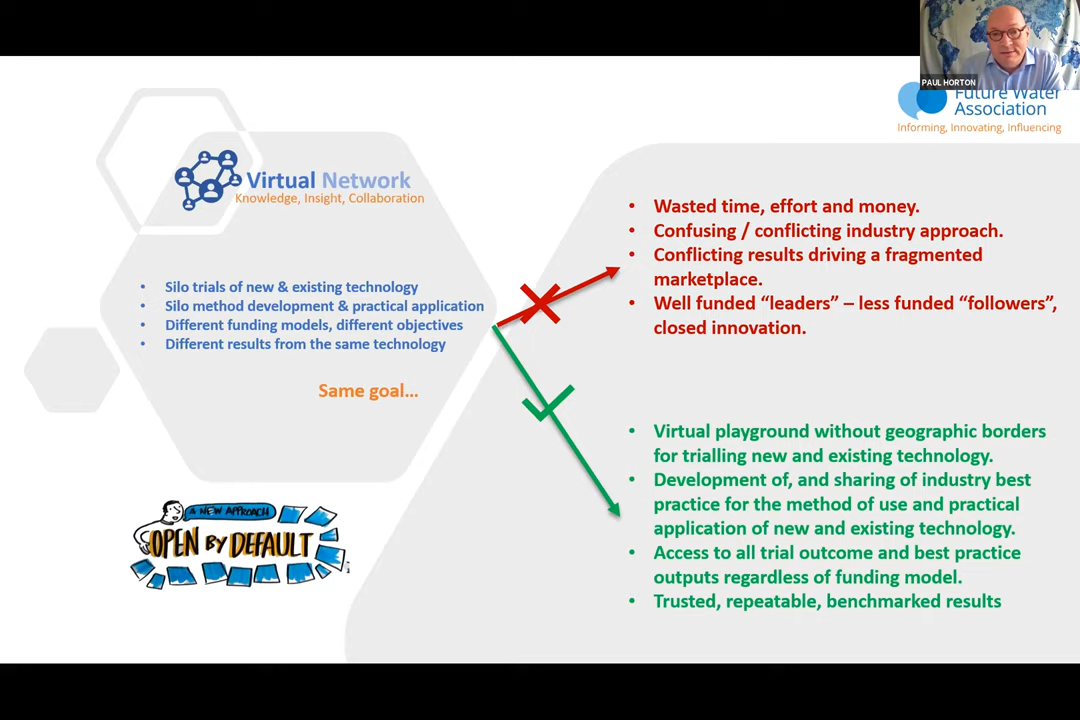 PAUL HORTON
Future Water
Association
Informing, Innovating, Influencing
Virtual Network
Knowledge, Insight, Collaboration
• Silo trials of new & existing technology
• Silo method development & practical application
• Different funding models, different objectives
• Different results from the same technology
Same goal...
A NEW APPROACH
OPEN BY DEFAULT
• Wasted time, effort and money.
• Confusing / conflicting industry approach.
• Conflicting results driving a fragmented
marketplace.
• Well funded “leaders” – less funded “followers”,
closed innovation.
• Virtual playground without geographic borders
for trialling new and existing technology.
• Development of, and sharing of industry best
practice for the method of use and practical
application of new and existing technology.
• Access to all trial outcome and best practice
outputs regardless of funding model.
• Trusted, repeatable, benchmarked results